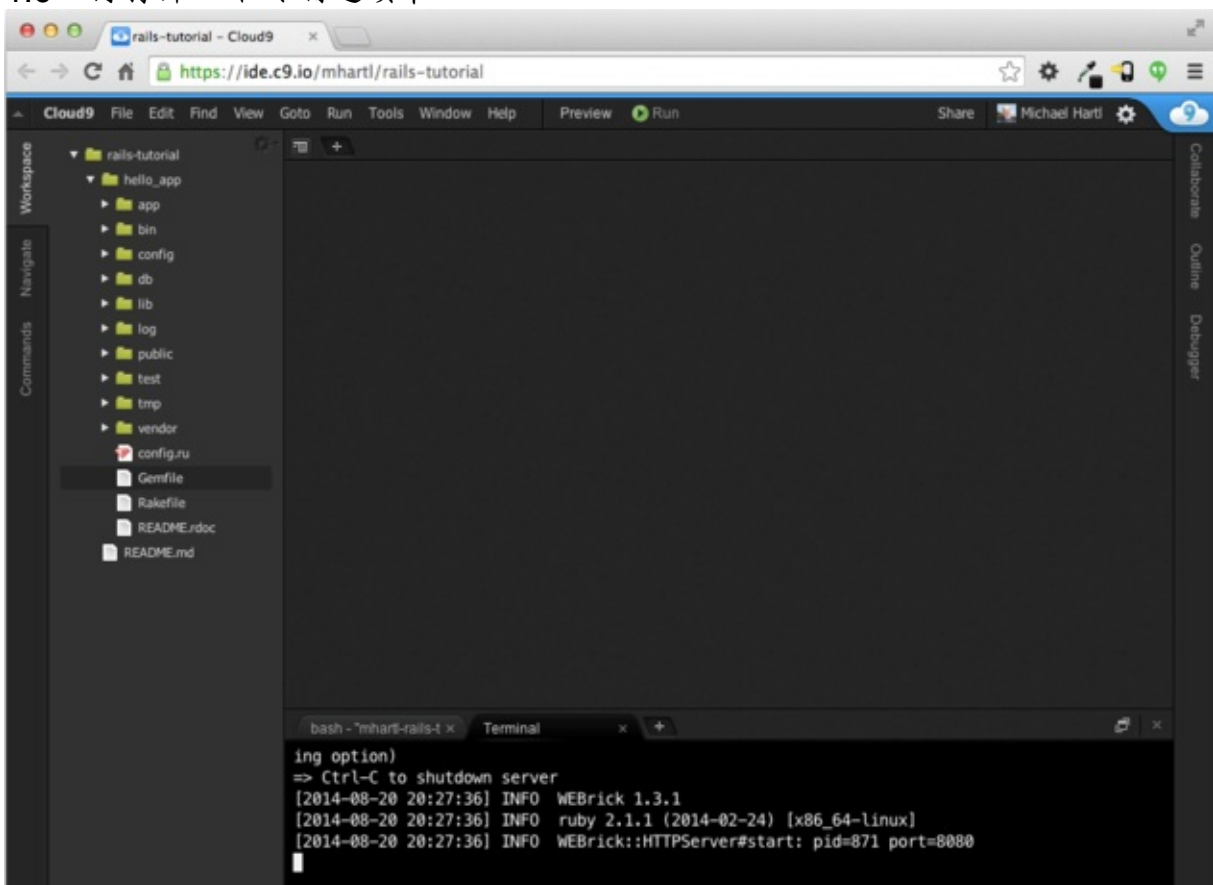 rails-tutorial - Cloud9
https://ide.c9.io/mhartl/rails-tutorial
Cloud9 File Edit Find View Goto Run Tools Window Help Preview Run Share Michael Hartl
Workspace
Navigate
Commands
rails-tutorial
hello_app
app
bin
config
db
lib
log
public
test
tmp
vendor
config.ru
Gemfile
Rakefile
README.rdoc
README.md
Collaborate
Outline
Debugger
bash - "mhartl-rails-t Terminal
ing option)
=> Ctrl-C to shutdown server
[2014-08-20 20:27:36] INFO WEBrick 1.3.1
[2014-08-20 20:27:36] INFO ruby 2.1.1 (2014-02-24) [x86_64-linux]
[2014-08-20 20:27:36] INFO WEBrick::HTTPServer#start: pid=871 port=8080